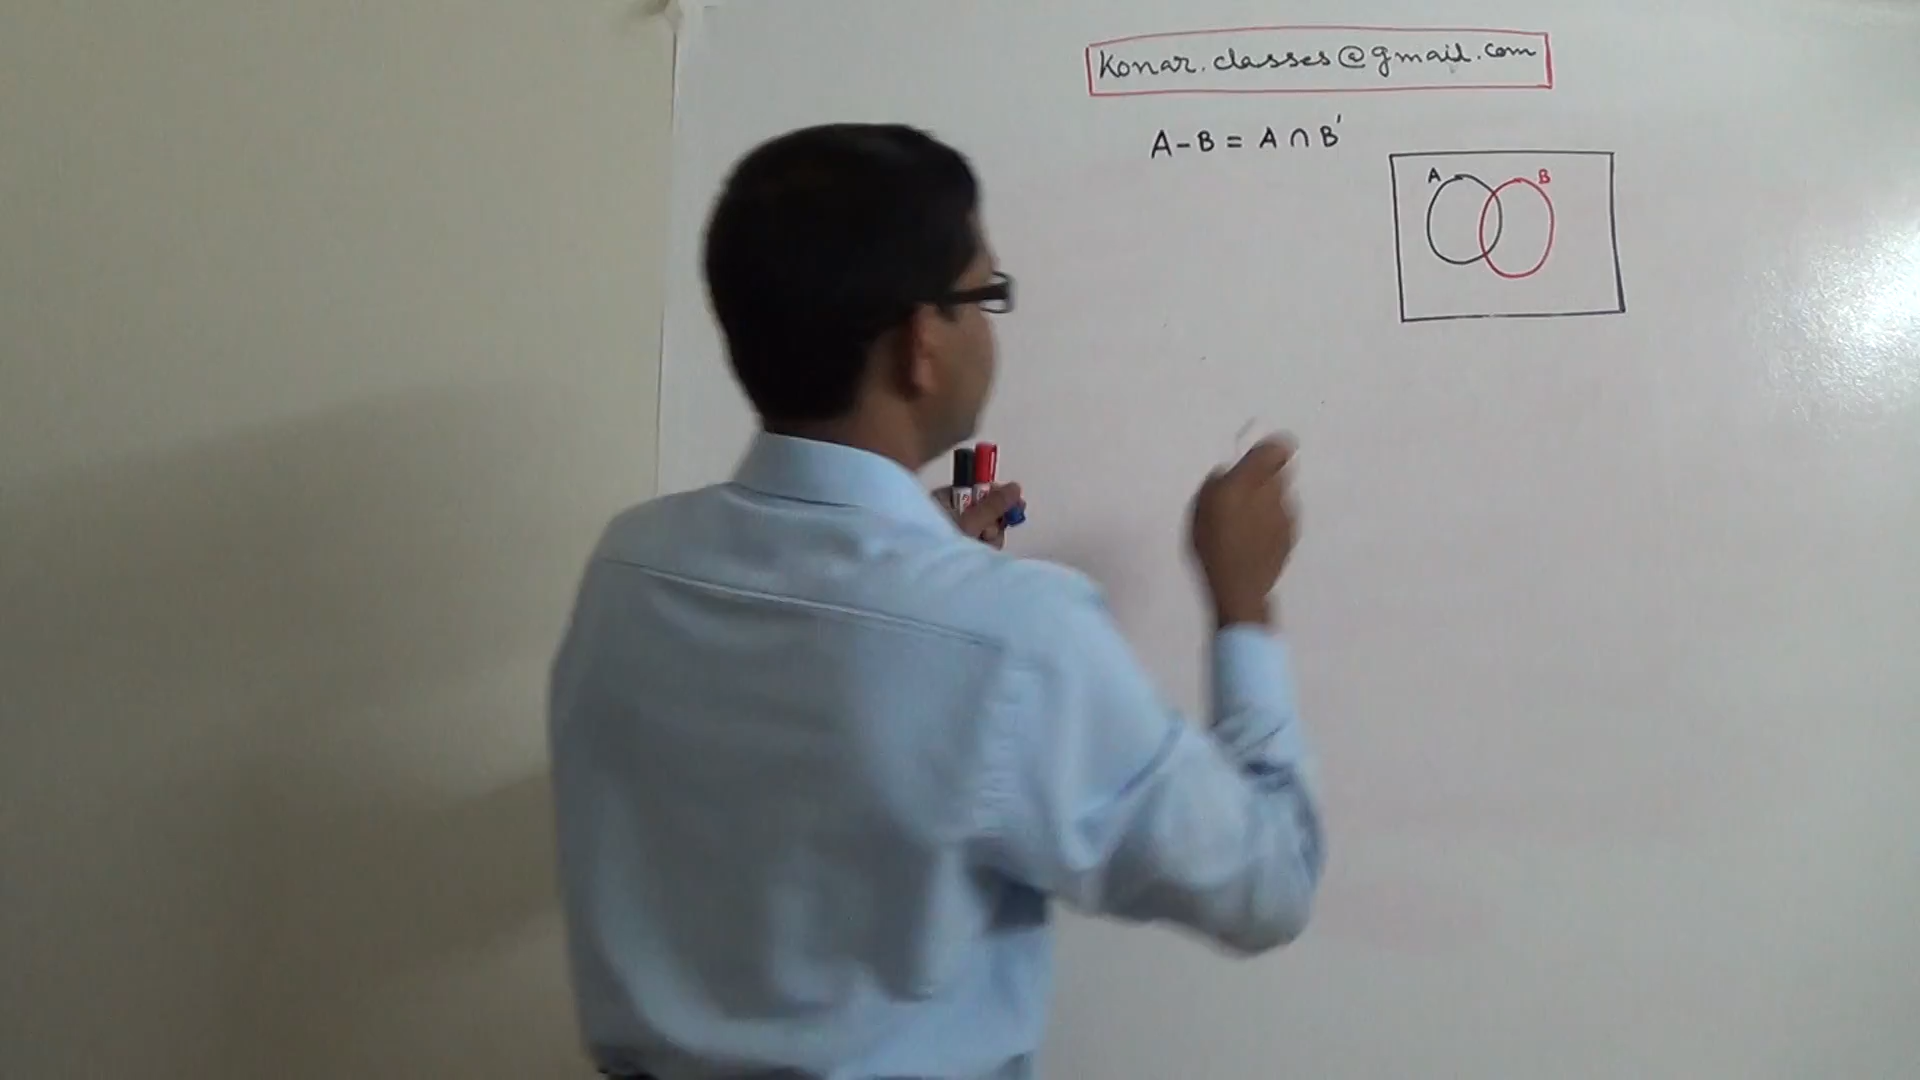 Konar.classes@gmail.com
A-B = A ∩ B'
A B